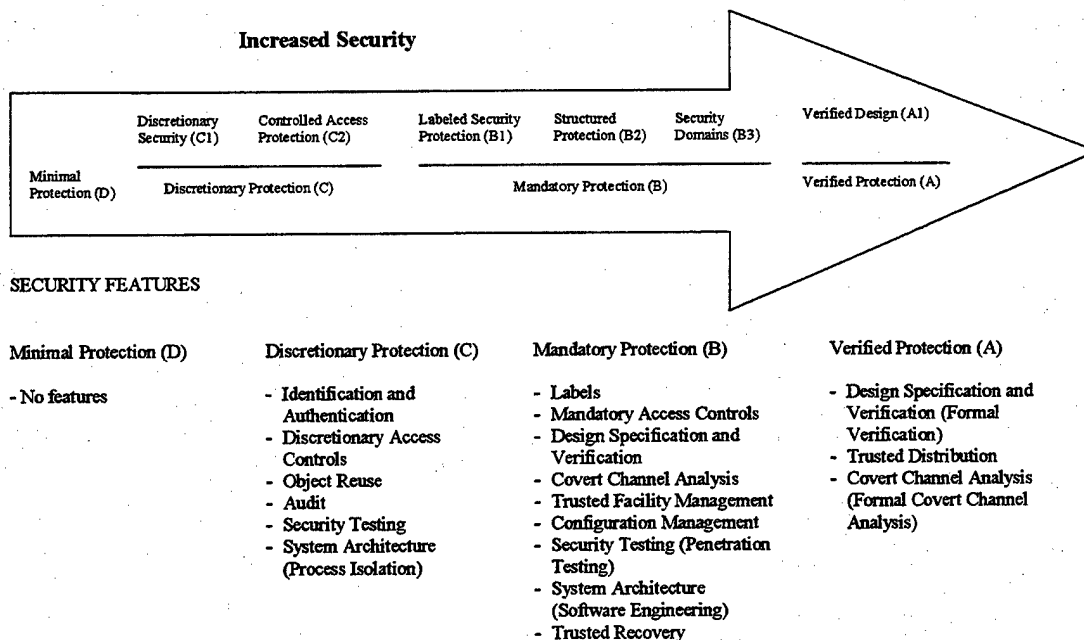 Increased Security
Discretionary
Security (C1)
Controlled Access
Protection (C2)
Labeled Security
Protection (B1)
Structured
Protection (B2)
Security
Domains (B3)
Verified Design (A1)
Minimal
Protection (D)
Discretionary Protection (C)
Mandatory Protection (B)
Verified Protection (A)
SECURITY FEATURES
Minimal Protection (D)
- No features
Discretionary Protection (C)
- Identification and
Authentication
- Discretionary Access
Controls
- Object Reuse
- Audit
- Security Testing
- System Architecture
(Process Isolation)
Mandatory Protection (B)
- Labels
- Mandatory Access Controls
- Design Specification and
Verification
- Covert Channel Analysis
- Trusted Facility Management
- Configuration Management
- Security Testing (Penetration
Testing)
- System Architecture
(Software Engineering)
- Trusted Recovery
Verified Protection (A)
- Design Specification and
Verification (Formal
Verification)
- Trusted Distribution
- Covert Channel Analysis
(Formal Covert Channel
Analysis)